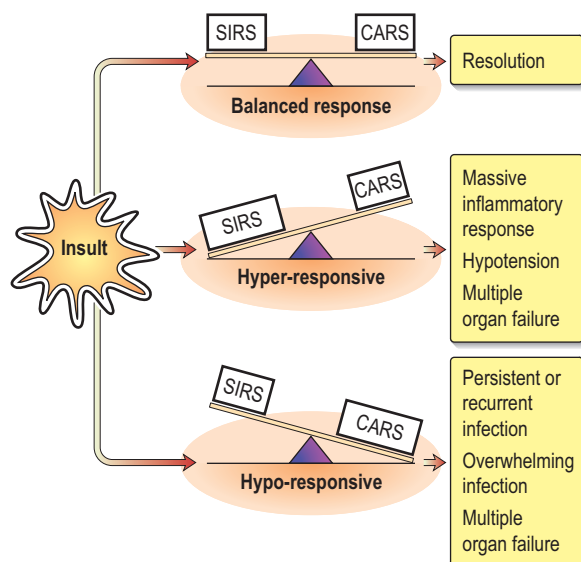 SIRS
CARS
Balanced response
Resolution
Insult
SIRS
CARS
Hyper-responsive
Massive
inflammatory
response
Hypotension
Multiple
organ failure
SIRS
CARS
Hypo-responsive
Persistent or
recurrent
infection
Overwhelming
infection
Multiple
organ failure